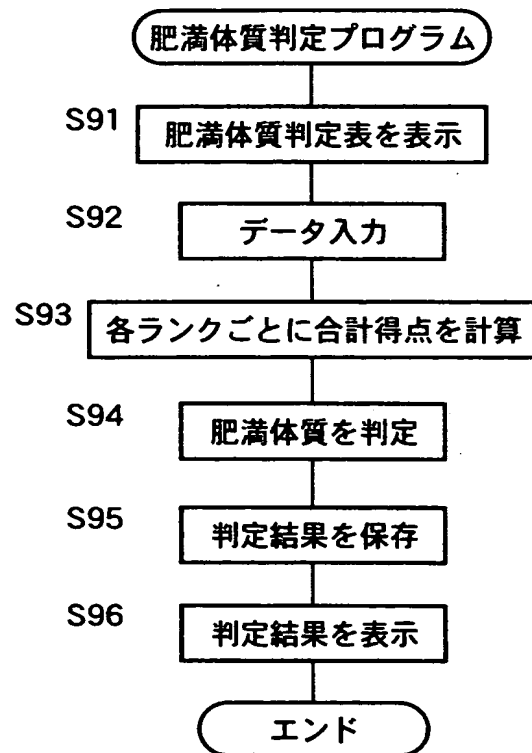 肥満体質判定プログラム
S91
肥満体質判定表を表示
S92
データ入力
S93
各ランクごとに合計得点を計算
S94
肥満体質を判定
S95
判定結果を保存
S96
判定結果を表示
エンド